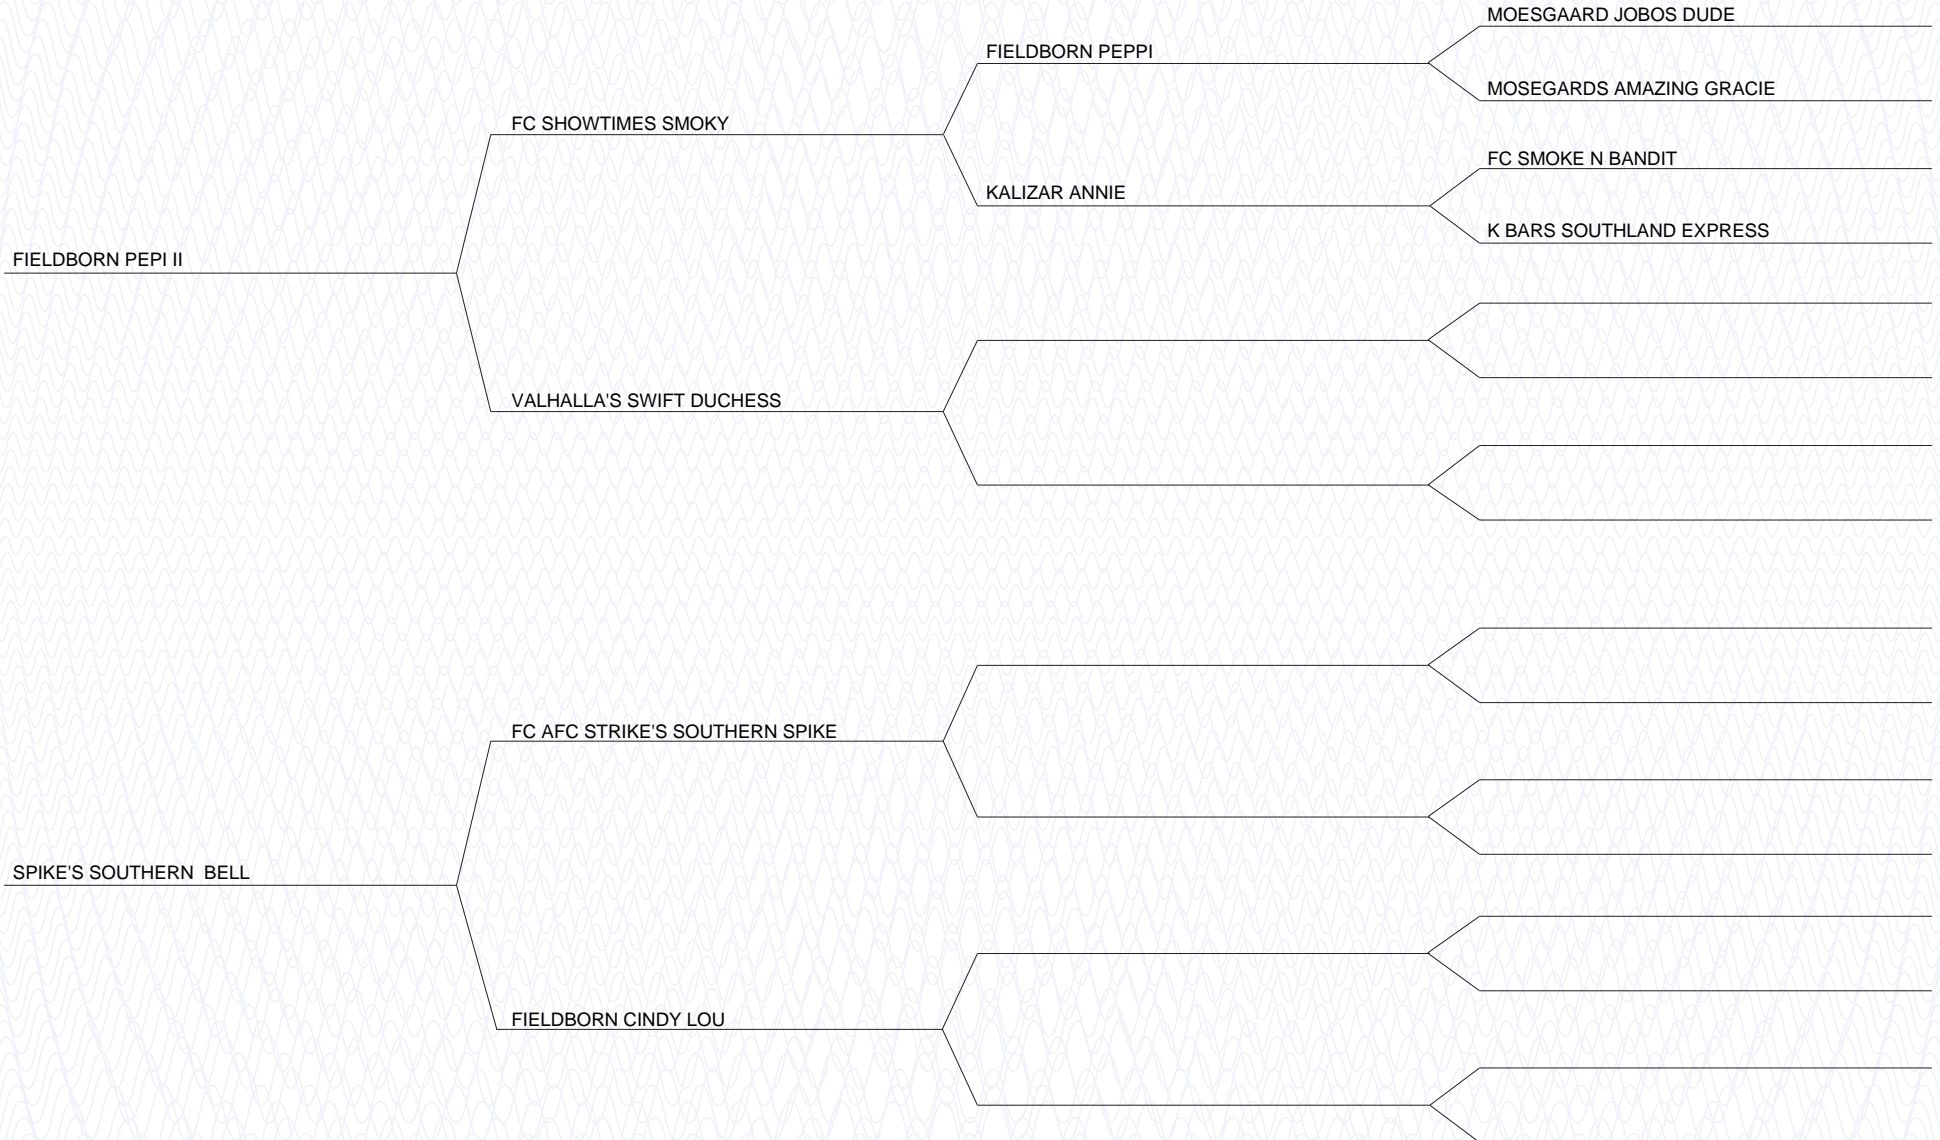 MOESGAARD JOBOS DUDE
FIELDBORN PEPPI
MOSEGARDS AMAZING GRACIE
FC SHOWTIMES SMOKY
FC SMOKE N BANDIT
KALIZAR ANNIE
K BARS SOUTHLAND EXPRESS
FIELDBORN PEPI II
VALHALLA'S SWIFT DUCHESS
FC AFC STRIKE'S SOUTHERN SPIKE
SPIKE'S SOUTHERN  BELL
FIELDBORN CINDY LOU